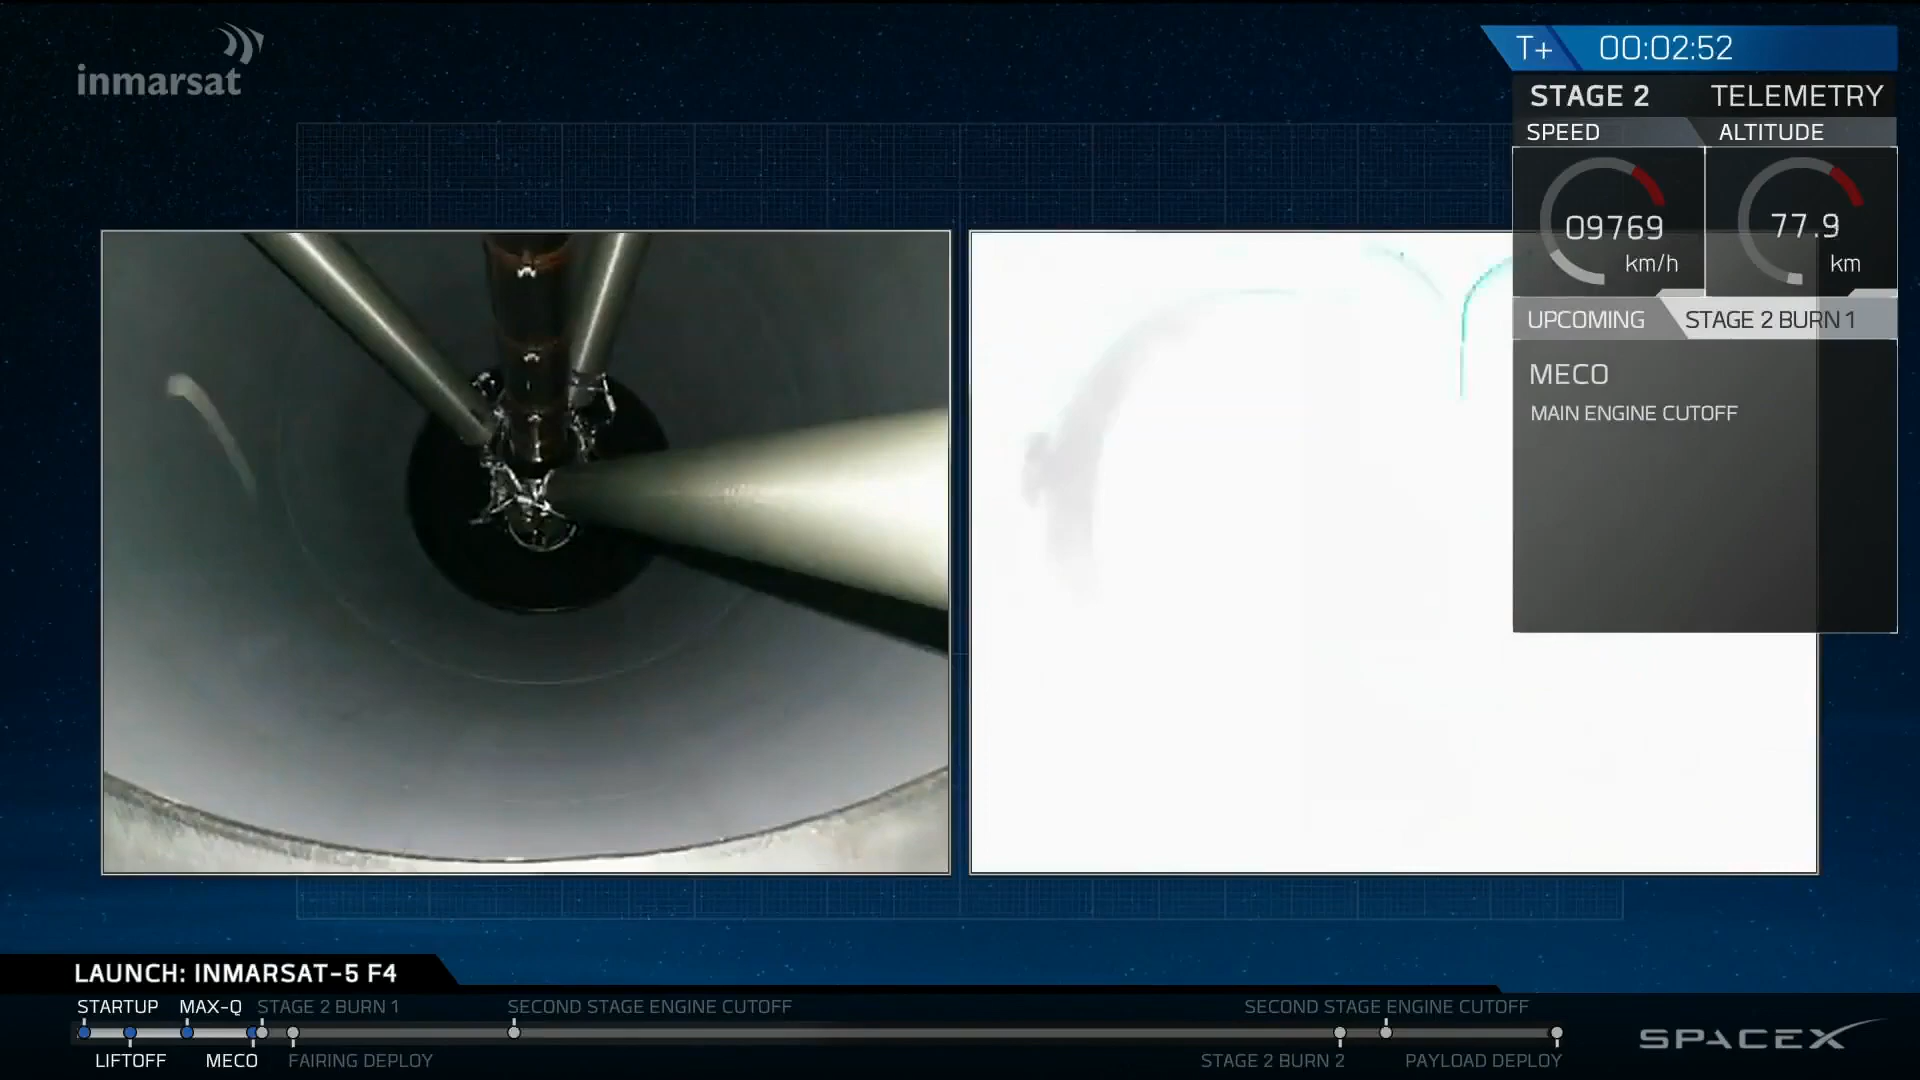 inmarsat
T+ 00:02:52
STAGE 2 TELEMETRY
SPEED ALTITUDE
09769 77.9
km/h km
UPCOMING STAGE 2 BURN 1
MECO
MAIN ENGINE CUTOFF
LAUNCH: INMARSAT-5 F4
STARTUP MAX-Q STAGE 2 BURN 1 SECOND STAGE ENGINE CUTOFF SECOND STAGE ENGINE CUTOFF
LIFTOFF MECO FAIRING DEPLOY STAGE 2 BURN 2 PAYLOAD DEPLOY
SPACEX